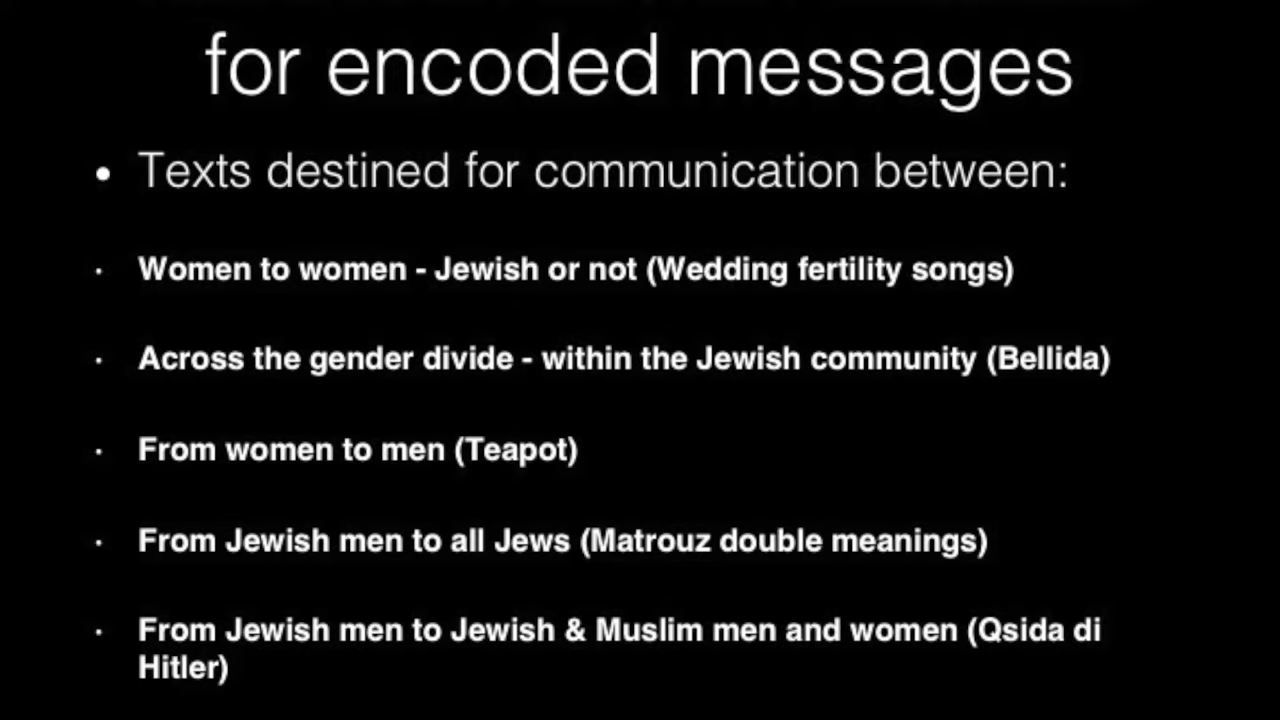 for encoded messages
• Texts destined for communication between:
· Women to women - Jewish or not (Wedding fertility songs)
· Across the gender divide - within the Jewish community (Bellida)
· From women to men (Teapot)
· From Jewish men to all Jews (Matrouz double meanings)
· From Jewish men to Jewish & Muslim men and women (Qsida di
Hitler)